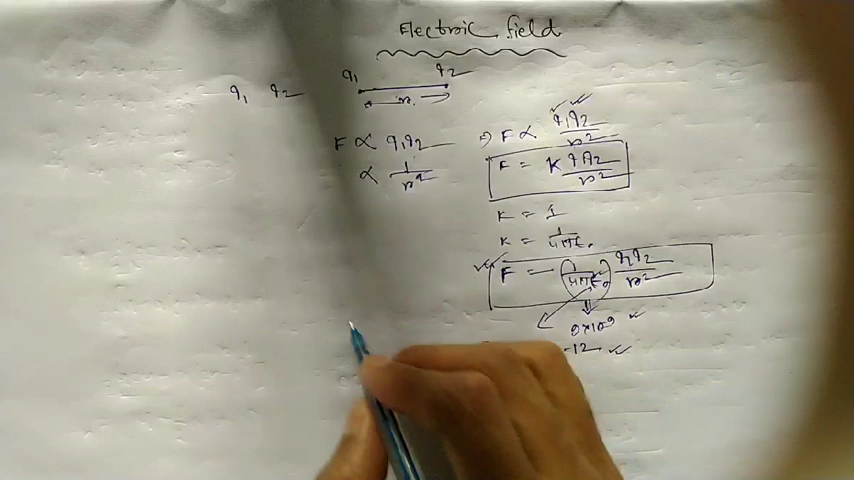 Electric field
q1 q2
q1 q2
r
F ∝ q1q2
∝ 1/r²
⇒ F ∝ q1q2/r²
F = K q1q2/r²
K = 1
K = 1/4πε₀
F = 1/4πε₀ q1q2/r²
9×10⁹
-12